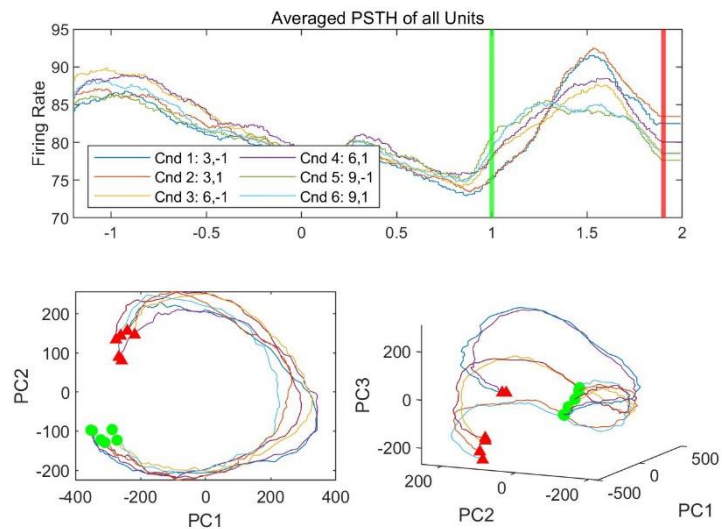 Averaged PSTH of all Units
Firing Rate
95
90
85
80
75
70
Cnd 1: 3,-1
Cnd 2: 3,1
Cnd 3: 6,-1
Cnd 4: 6,1
Cnd 5: 9,-1
Cnd 6: 9,1
-1 -0.5 0 0.5 1 1.5 2
PC2
200
100
0
-100
-200
-400 -200 0 200 400
PC1
PC3
200
0
-200
200 0 -200
PC2
-500 0 500
PC1